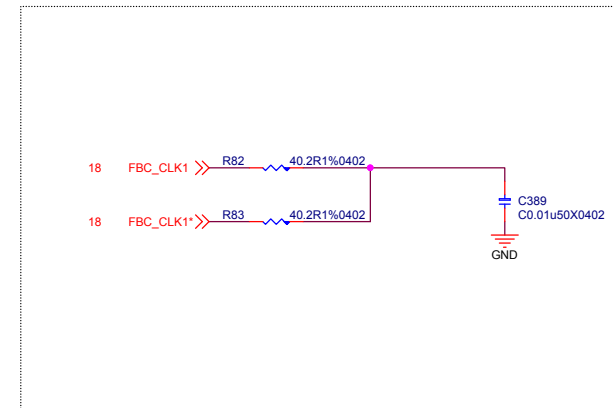 18 FBC_CLK1 R82 40.2R1%0402
18 FBC_CLK1* R83 40.2R1%0402
C389
C0.01u50X0402
GND